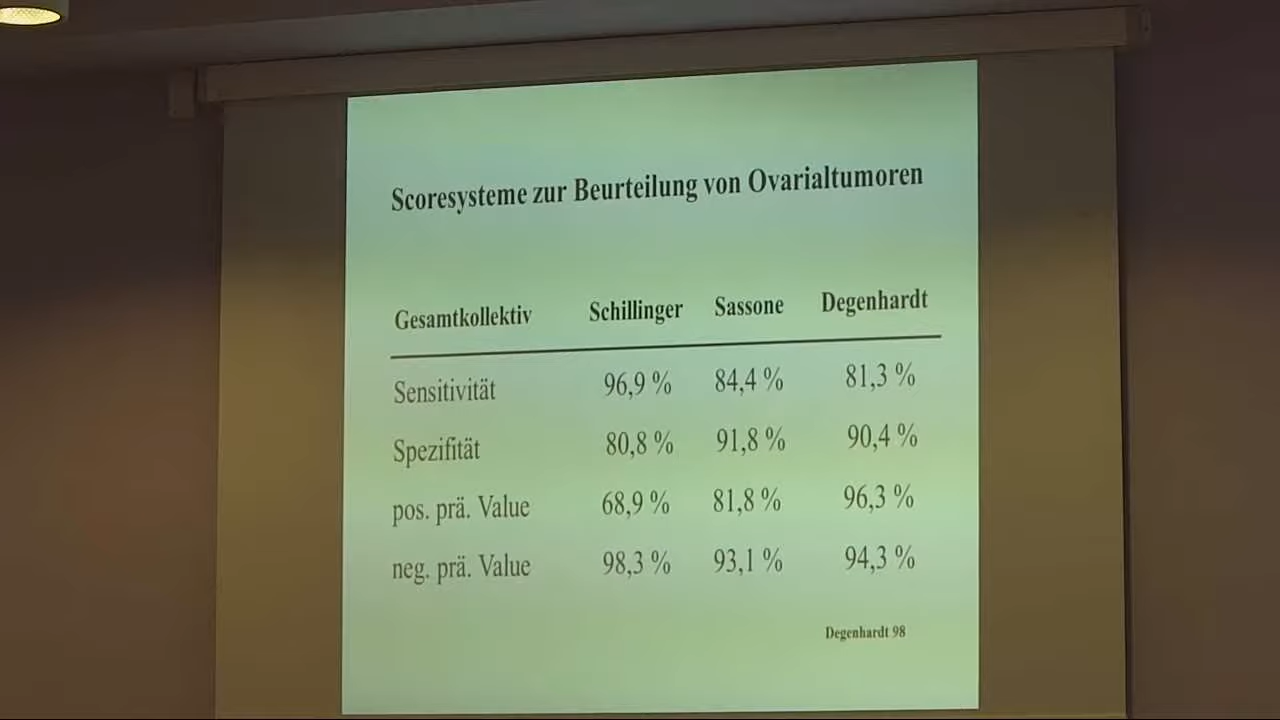 Scoresysteme zur Beurteilung von Ovarialtumoren
Gesamtkollektiv Schillinger Sassone Degenhardt
Sensitivität 96,9 % 84,4 % 81,3 %
Spezifität 80,8 % 91,8 % 90,4 %
pos. prä. Value 68,9 % 81,8 % 96,3 %
neg. prä. Value 98,3 % 93,1 % 94,3 %
Degenhardt 98